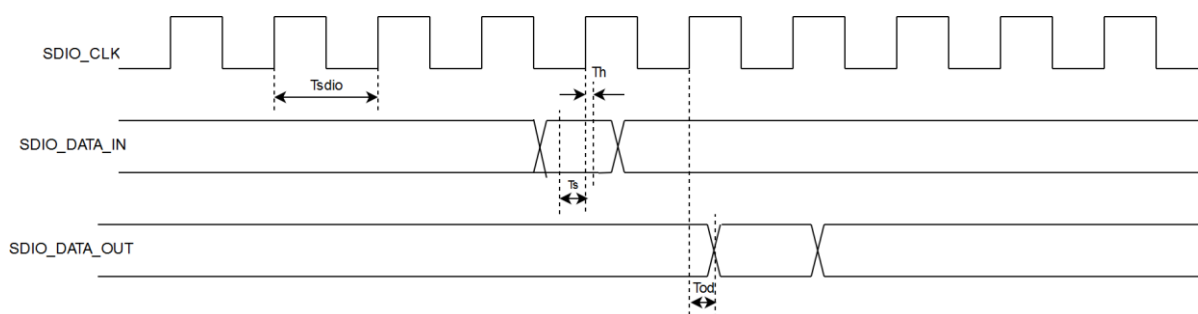 SDIO_CLK
Th
Tsdio
SDIO_DATA_IN
Ts
SDIO_DATA_OUT
Tod